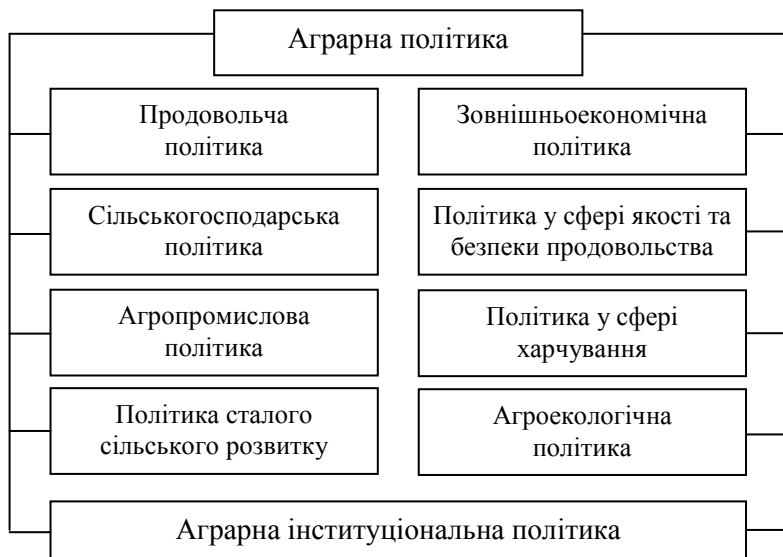 Аграрна політика
Продовольча
політика
Зовнішньоекономічна
політика
Сільськогосподарська
політика
Політика у сфері якості та
безпеки продовольства
Агропромислова
політика
Політика у сфері
харчування
Політика сталого
сільського розвитку
Агроекологічна
політика
Аграрна інституціональна політика